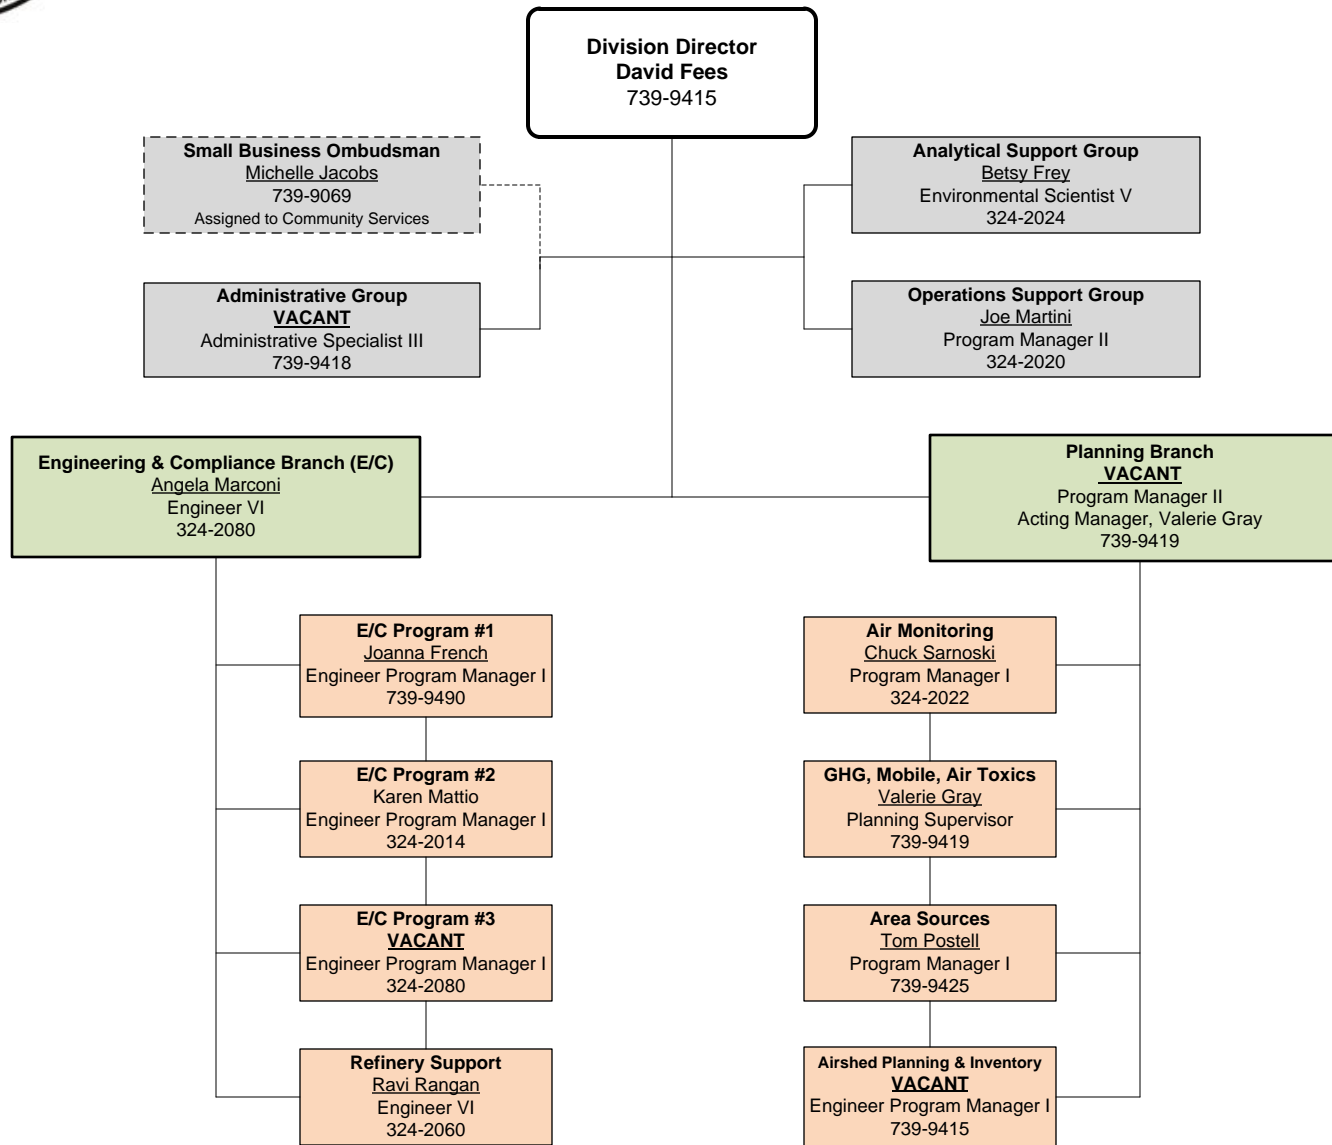 Division Director
David Fees
739-9415
Small Business Ombudsman
Michelle Jacobs
739-9069
Assigned to Community Services
Analytical Support Group
Betsy Frey
Environmental Scientist V
324-2024
Administrative Group
VACANT
Administrative Specialist III
739-9418
Operations Support Group
Joe Martini
Program Manager II
324-2020
Engineering & Compliance Branch (E/C)
Angela Marconi
Engineer VI
324-2080
Planning Branch
VACANT
Program Manager II
Acting Manager, Valerie Gray
739-9419
E/C Program #1
Joanna French
Engineer Program Manager I
739-9490
E/C Program #2
Karen Mattio
Engineer Program Manager I
324-2014
E/C Program #3
VACANT
Engineer Program Manager I
324-2080
Refinery Support
Ravi Rangan
Engineer VI
324-2060
Air Monitoring
Chuck Sarnoski
Program Manager I
324-2022
GHG, Mobile, Air Toxics
Valerie Gray
Planning Supervisor
739-9419
Area Sources
Tom Postell
Program Manager I
739-9425
Airshed Planning & Inventory
VACANT
Engineer Program Manager I
739-9415